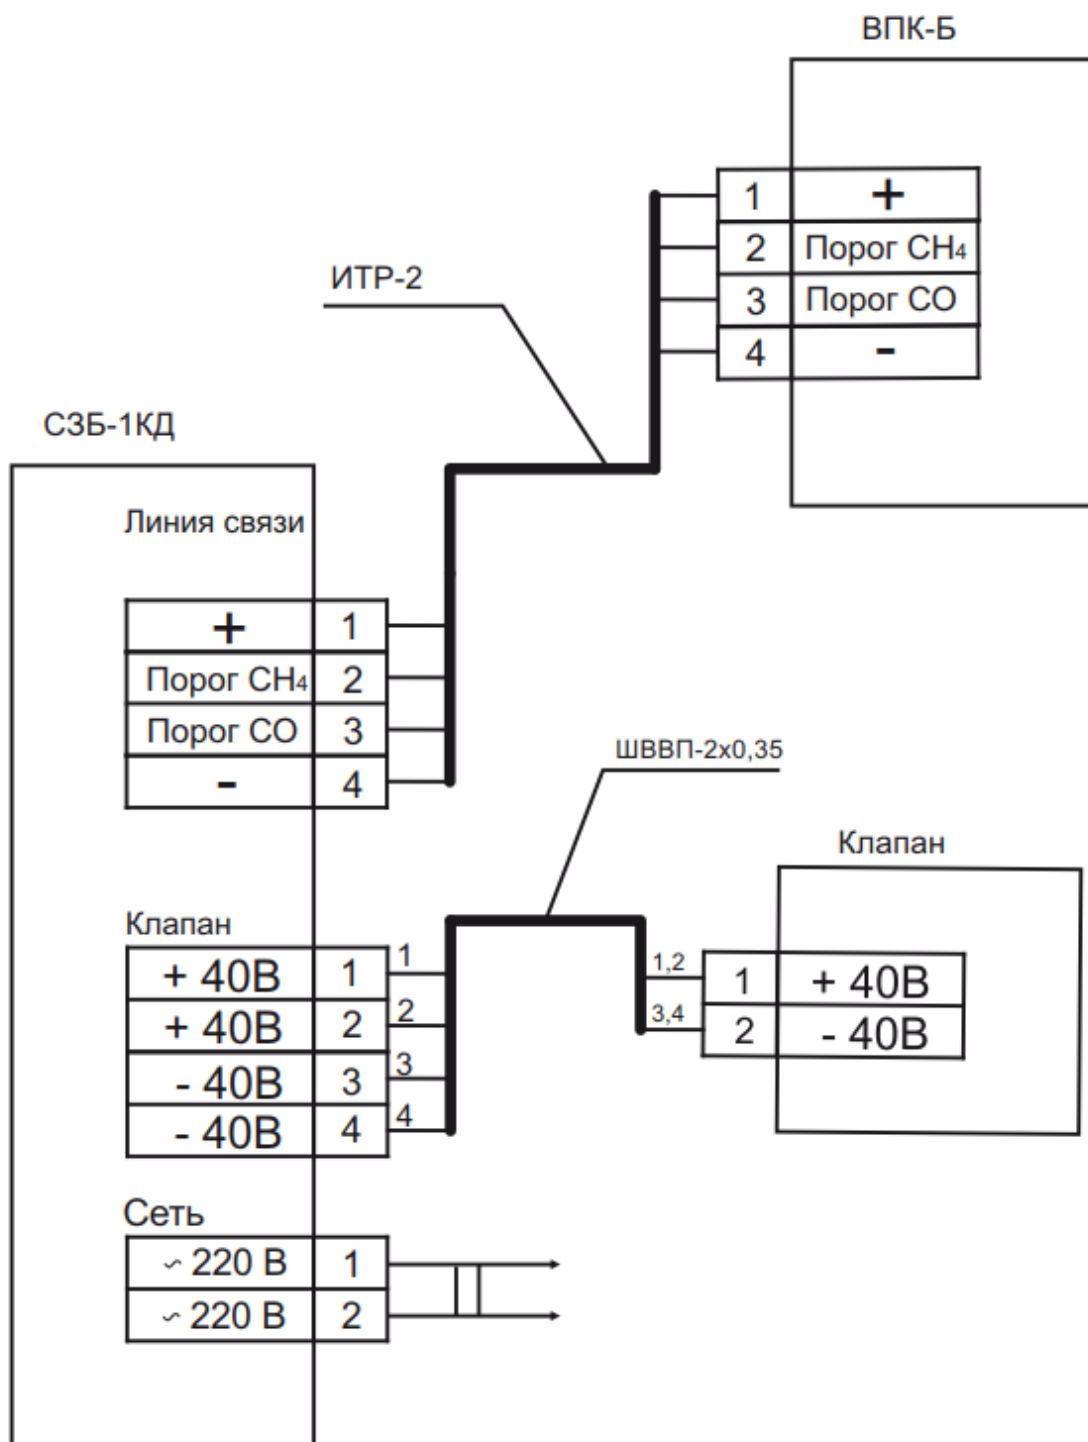 ВПК-Б
1 +
2 Порог CH4
3 Порог CO
4 -
ИТР-2
СЗБ-1КД
Линия связи
+ 1
Порог CH4 2
Порог CO 3
- 4
ШВВП-2х0,35
Клапан
1,2 1 + 40В
3,4 2 - 40В
Клапан
+ 40В 1 1
+ 40В 2 2
- 40В 3 3
- 40В 4 4
Сеть
~ 220 В 1
~ 220 В 2